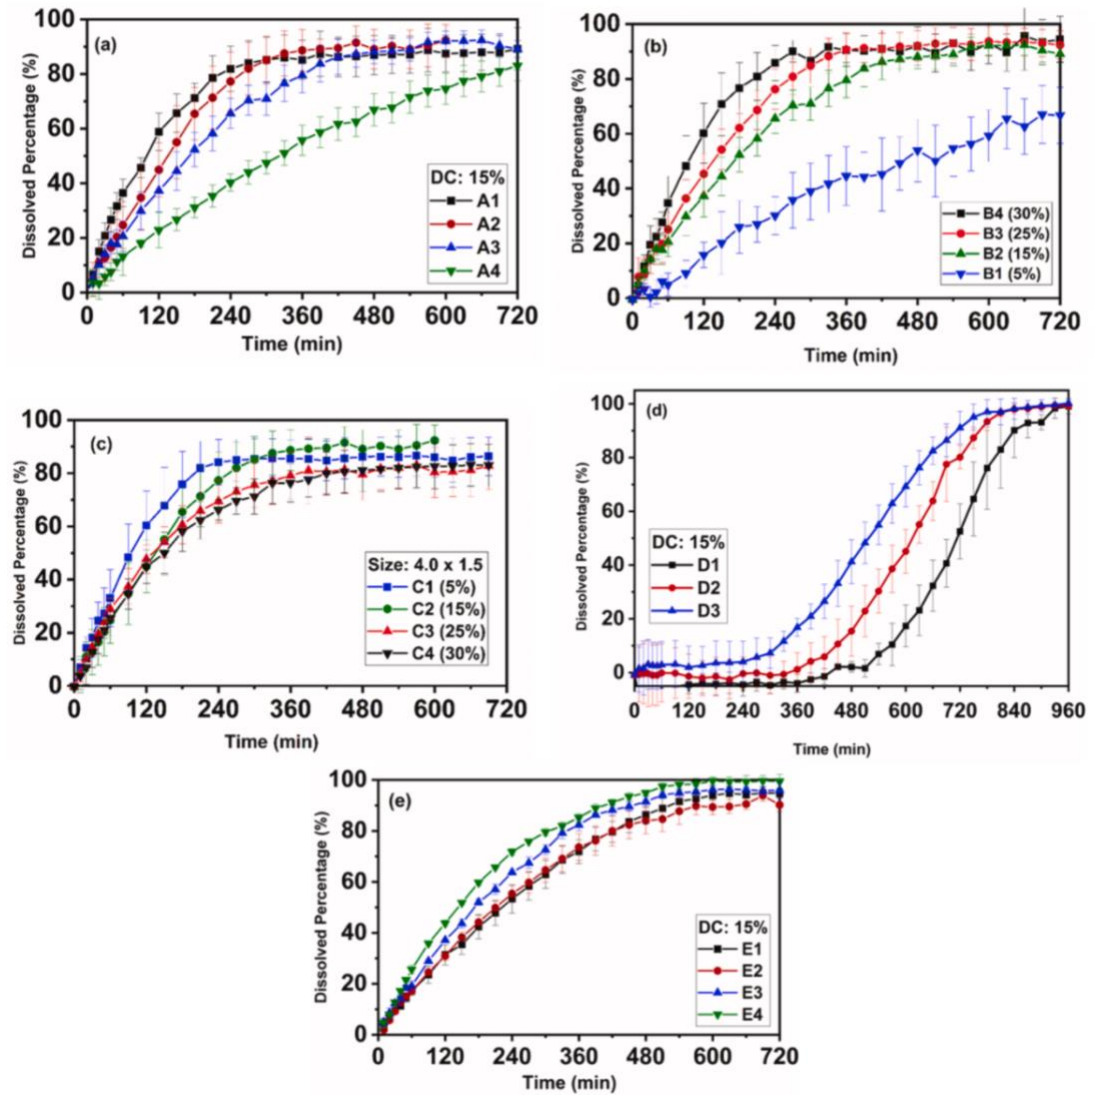 (a)
Dissolved Percentage (%)
100
80
60
40
20
0
DC: 15%
A1
A2
A3
A4
0 120 240 360 480 600 720
Time (min)
(b)
Dissolved Percentage (%)
100
80
60
40
20
0
B4 (30%)
B3 (25%)
B2 (15%)
B1 (5%)
0 120 240 360 480 600 720
Time (min)
(c)
Dissolved Percentage (%)
100
80
60
40
20
0
Size: 4.0 x 1.5
C1 (5%)
C2 (15%)
C3 (25%)
C4 (30%)
0 120 240 360 480 600 720
Time (min)
(d)
Dissolved Percentage (%)
100
80
60
40
20
0
DC: 15%
D1
D2
D3
0 120 240 360 480 600 720 840 960
Time (min)
(e)
Dissolved Percentage (%)
100
80
60
40
20
0
DC: 15%
E1
E2
E3
E4
0 120 240 360 480 600 720
Time (min)